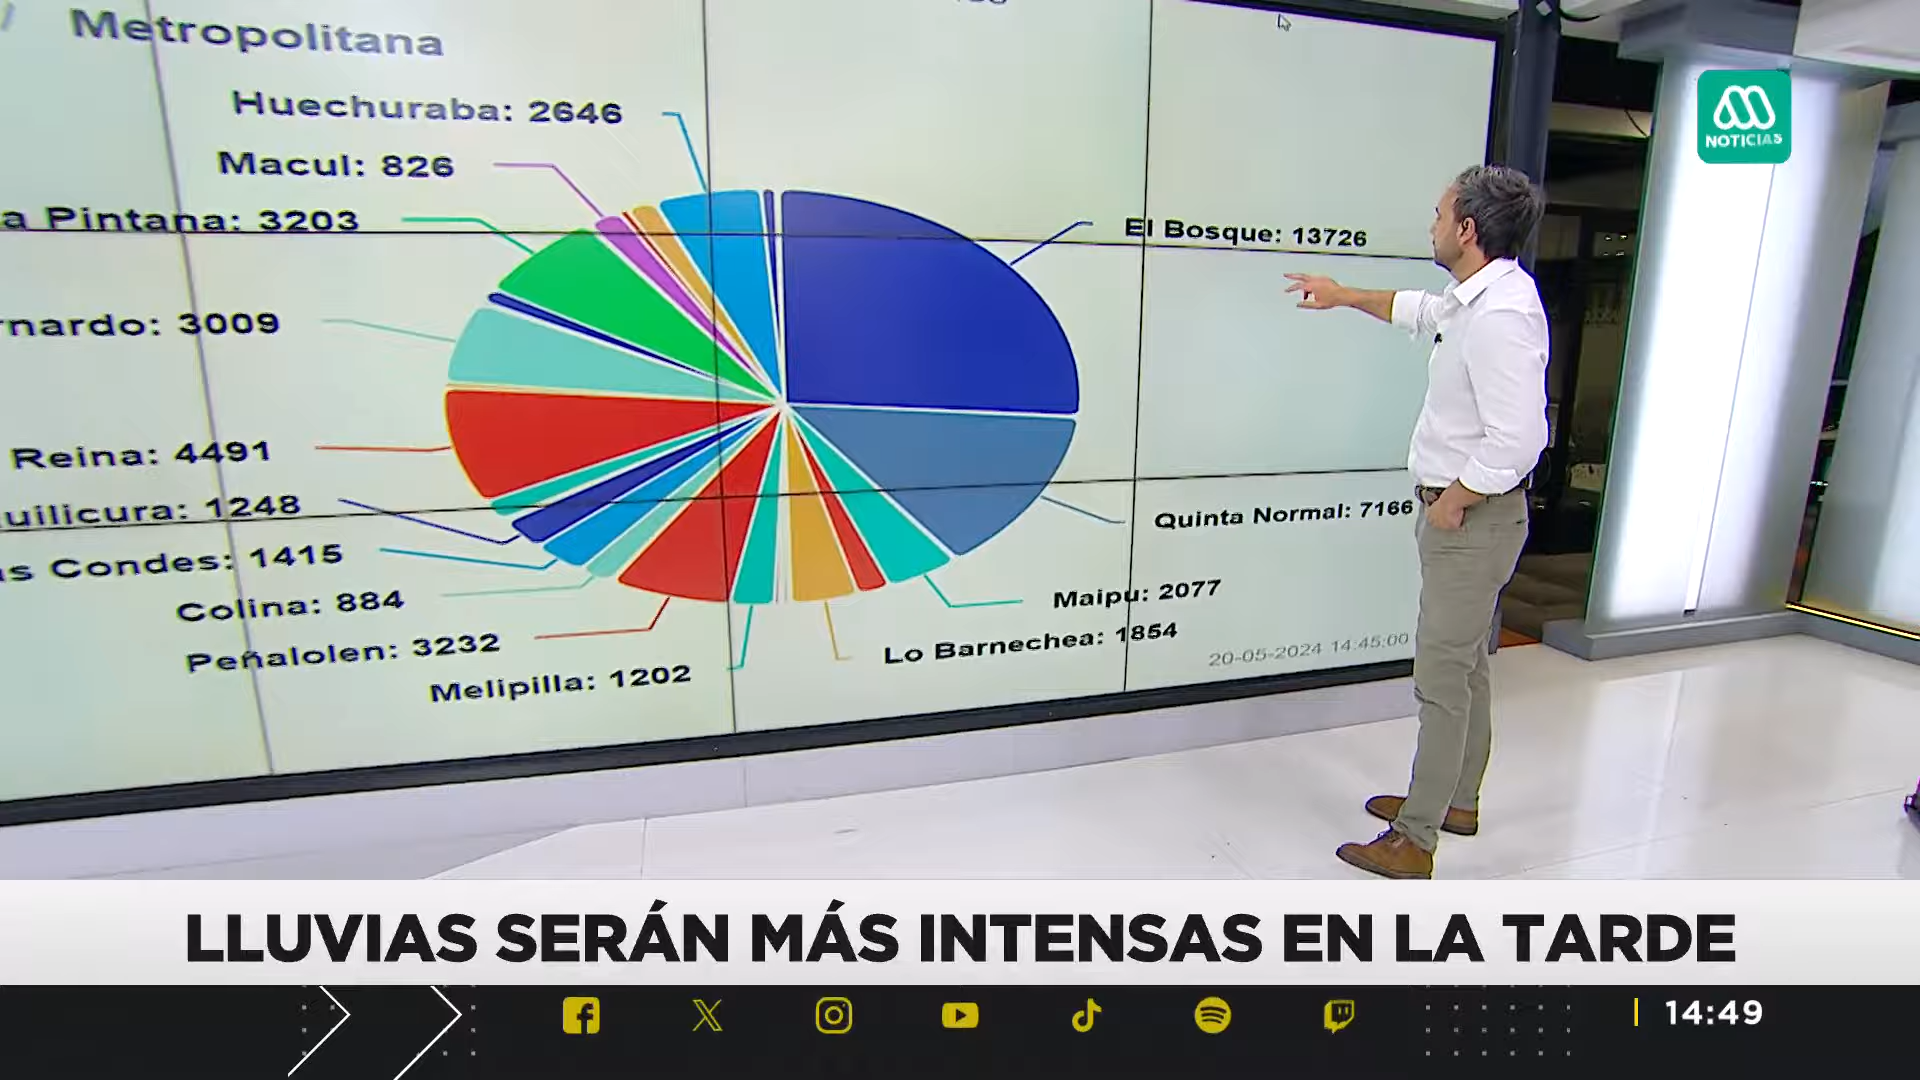 Metropolitana
Huechuraba: 2646
Macul: 826
a Pintana: 3203
El Bosque: 13726
rnardo: 3009
Reina: 4491
uilicura: 1248
Quinta Normal: 7166
as Condes: 1415
Colina: 884
Maipu: 2077
Peñalolen: 3232
Lo Barnechea: 1854
Melipilla: 1202
20-05-2024 14:45:00
NOTICIAS
LLUVIAS SERÁN MÁS INTENSAS EN LA TARDE
14:49